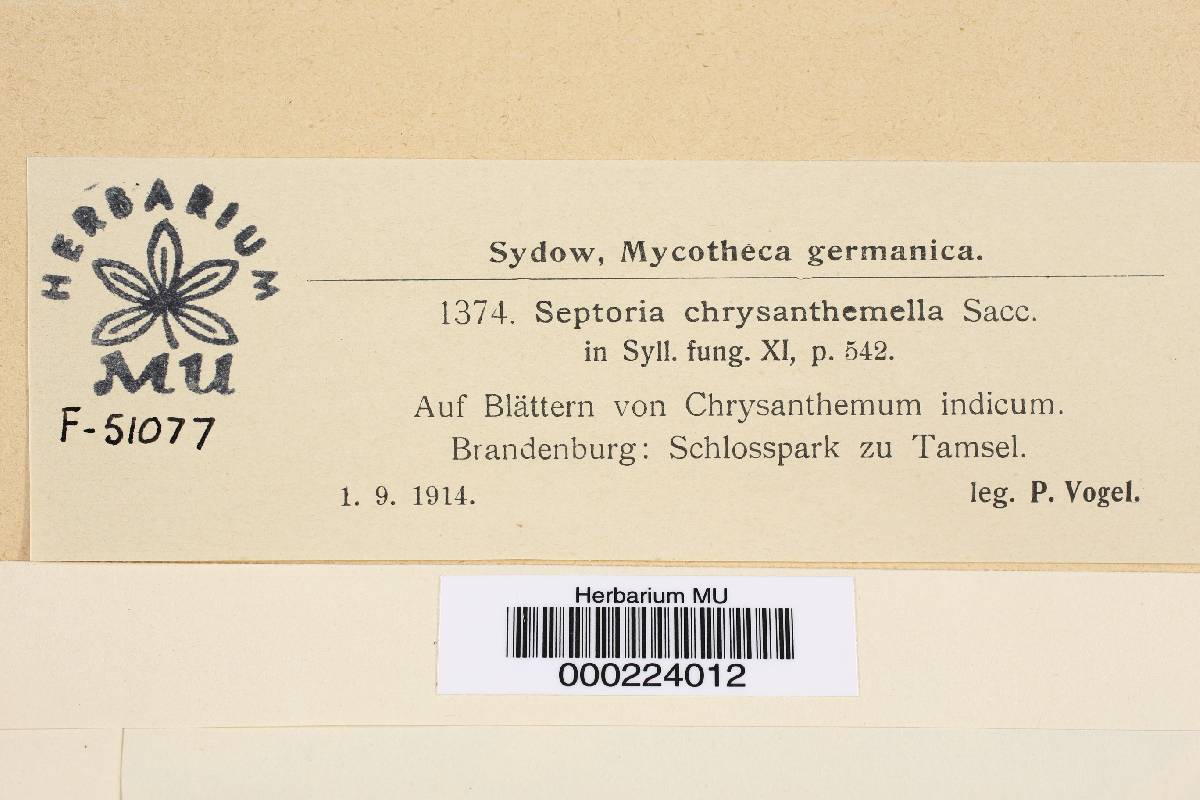 HERBARIUM
MU
F-51077
Sydow, Mycotheca germanica.
1374. Septoria chrysanthemella Sacc.
in Syll. fung. XI, p. 542.
Auf Blättern von Chrysanthemum indicum.
Brandenburg: Schlosspark zu Tamsel.
1. 9. 1914. leg. P. Vogel.
Herbarium MU
000224012